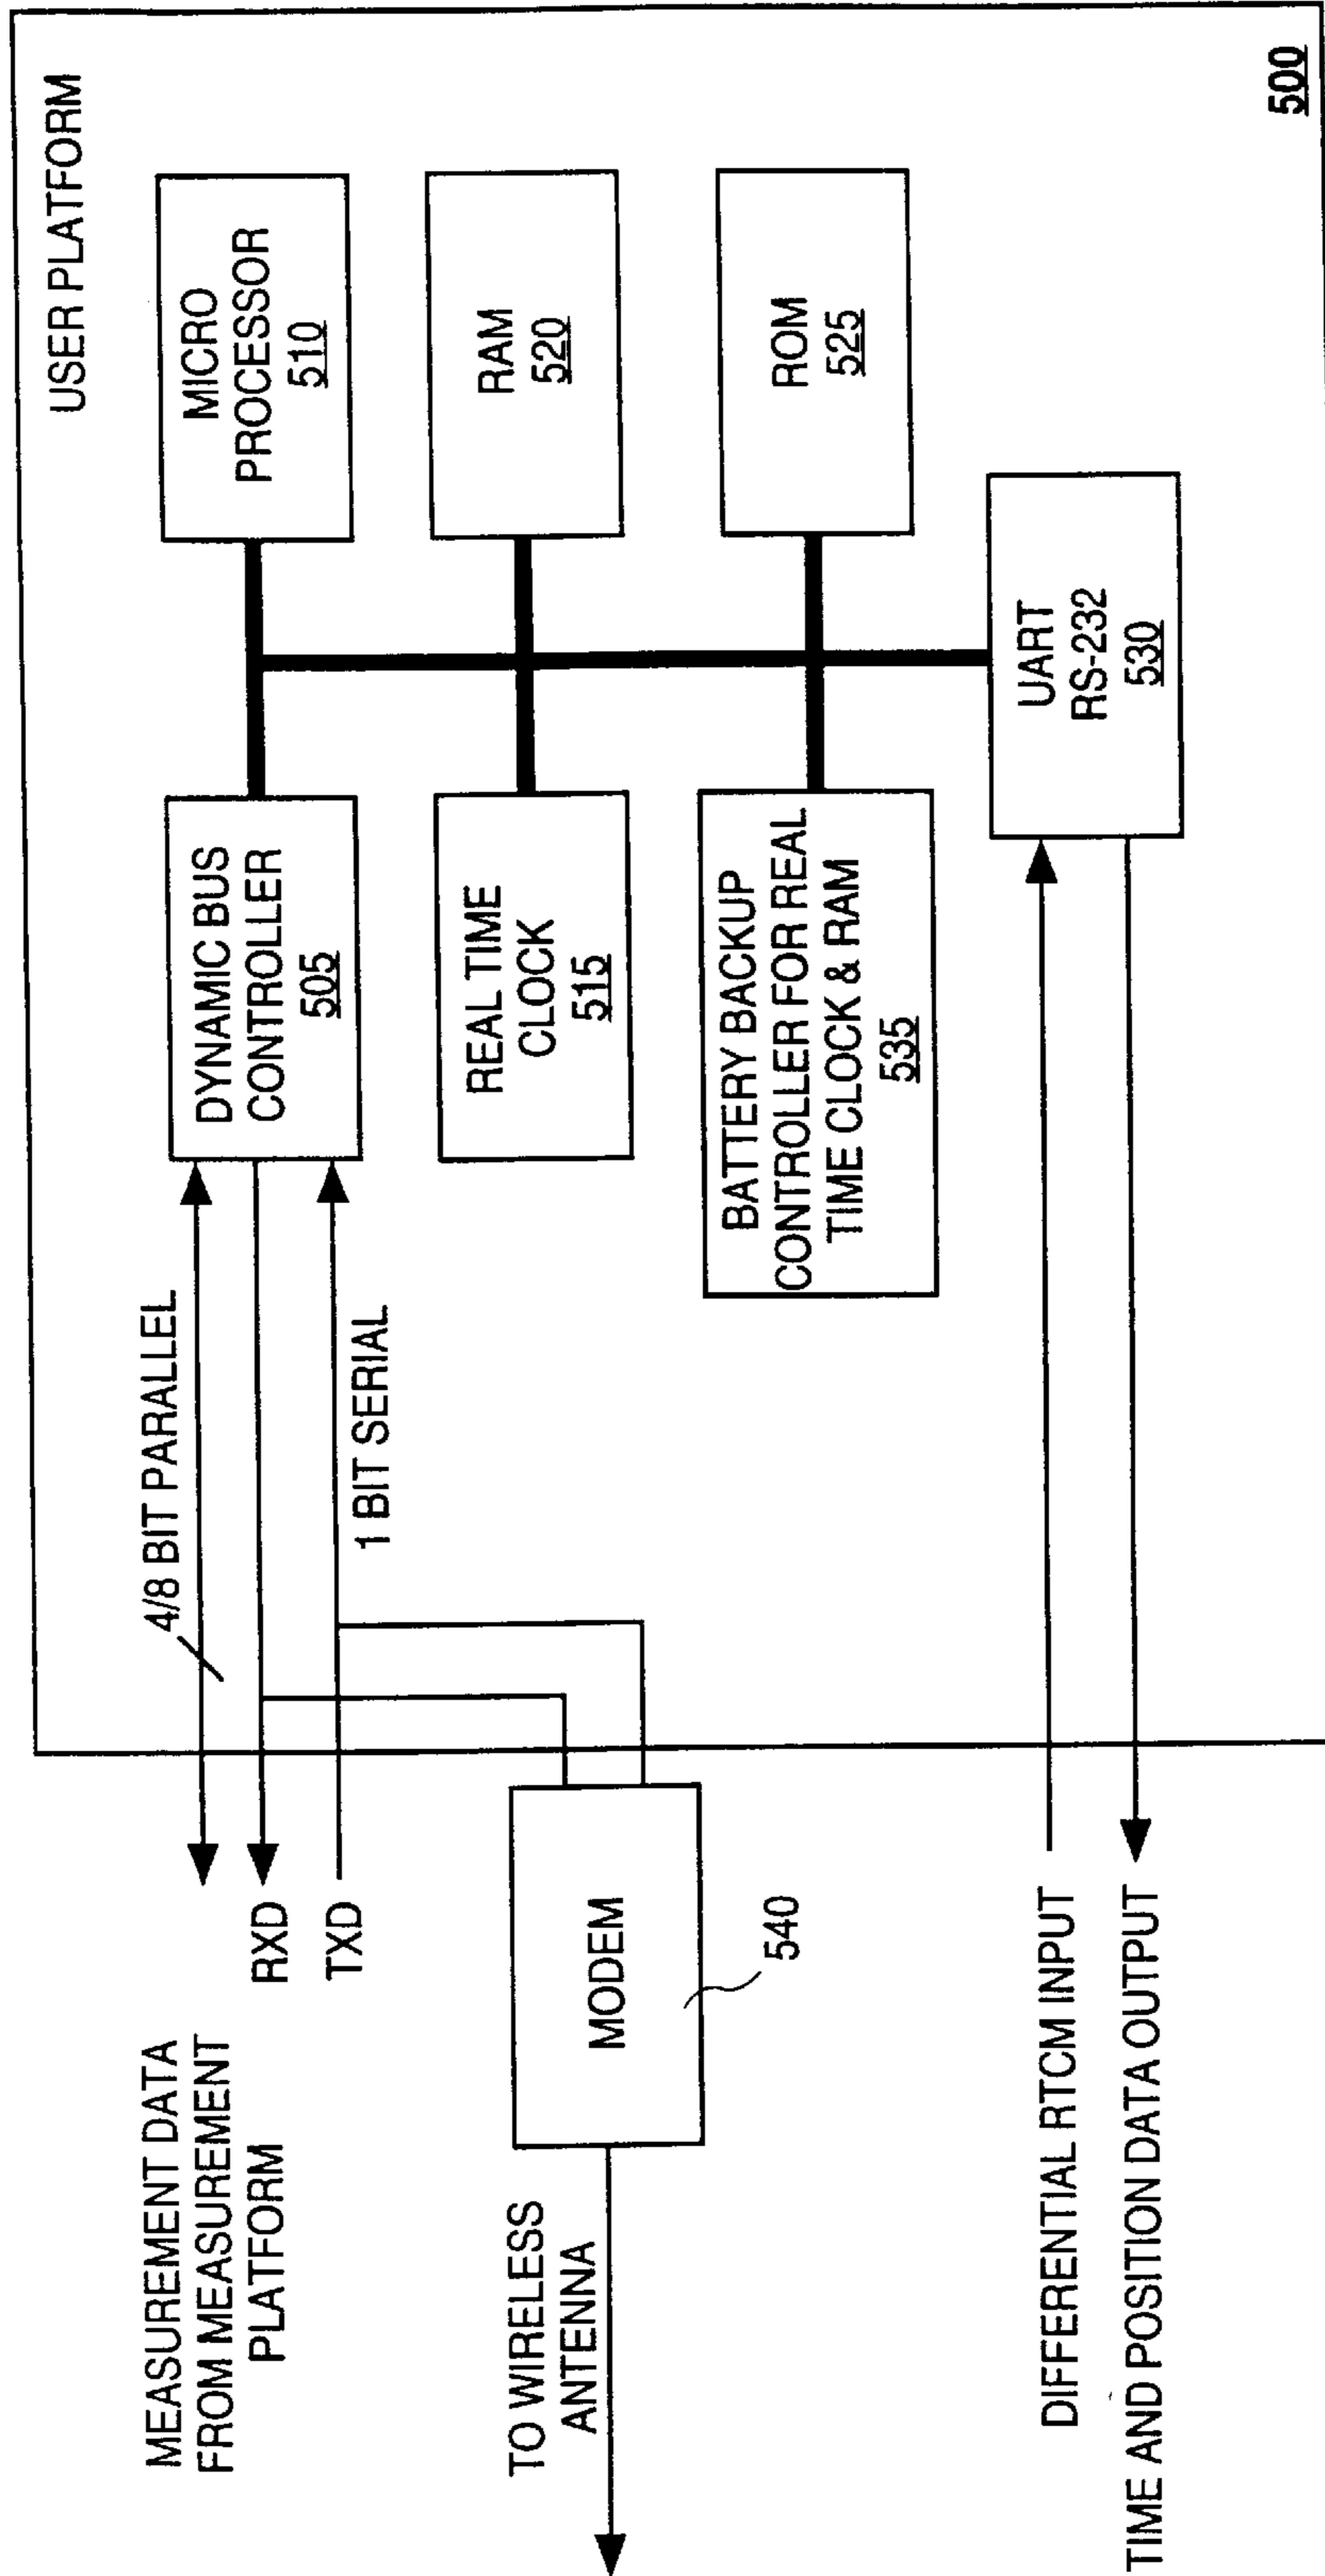 USER PLATFORM
MEASUREMENT DATA
FROM MEASUREMENT
PLATFORM
4/8 BIT PARALLEL
RXD
TXD
1 BIT SERIAL
DYNAMIC BUS
CONTROLLER
505
MICRO
PROCESSOR
510
REAL TIME
CLOCK
515
RAM
520
TO WIRELESS
ANTENNA
MODEM
540
BATTERY BACKUP
CONTROLLER FOR REAL
TIME CLOCK & RAM
535
ROM
525
UART
RS-232
530
DIFFERENTIAL RTCM INPUT
TIME AND POSITION DATA OUTPUT
500